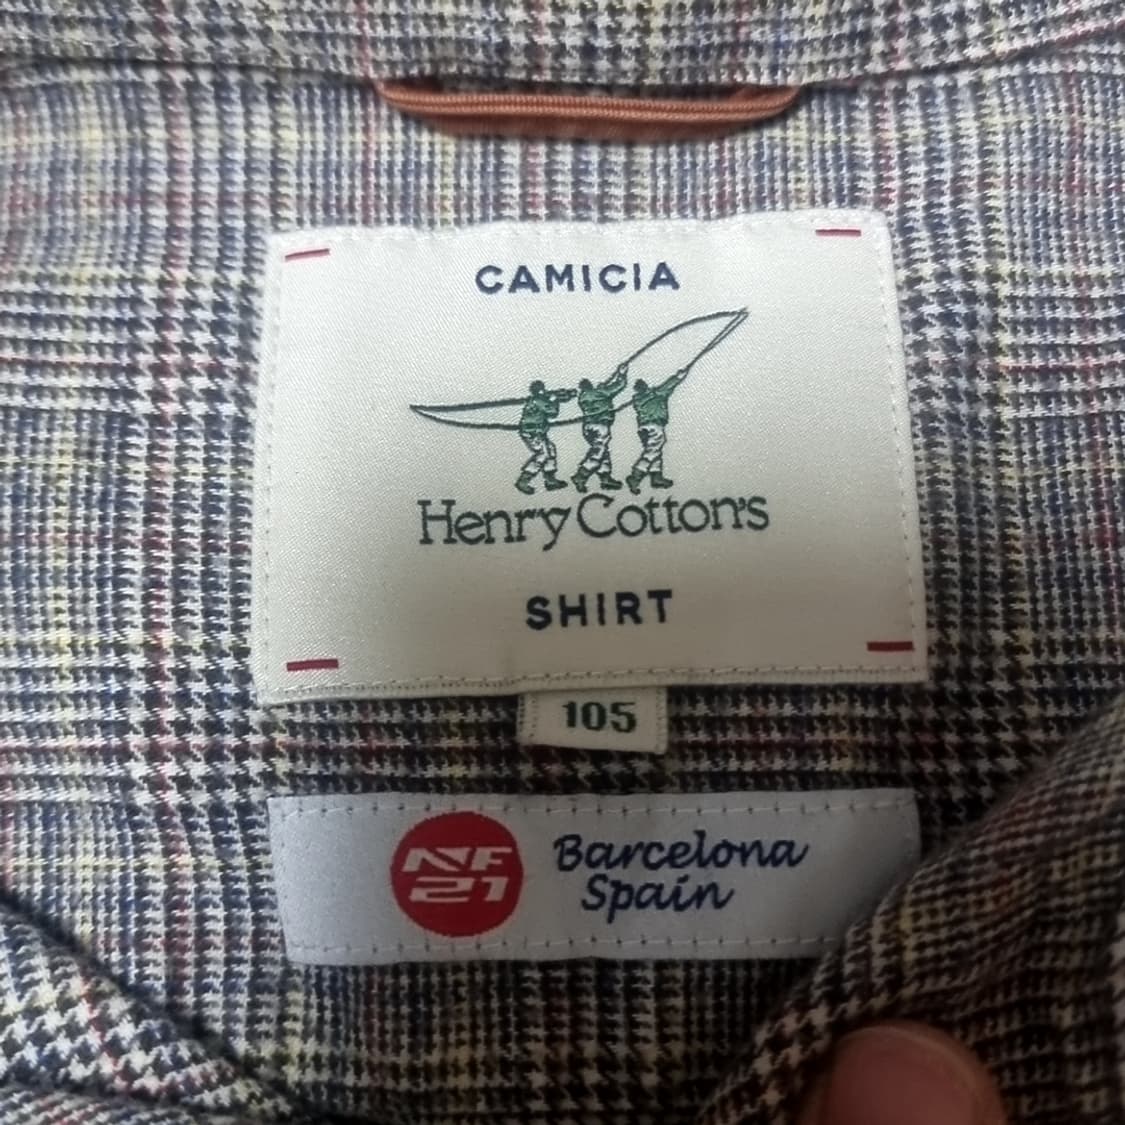 CAMICIA
Henry Cotton's
SHIRT
105
NF
21
Barcelona
Spain